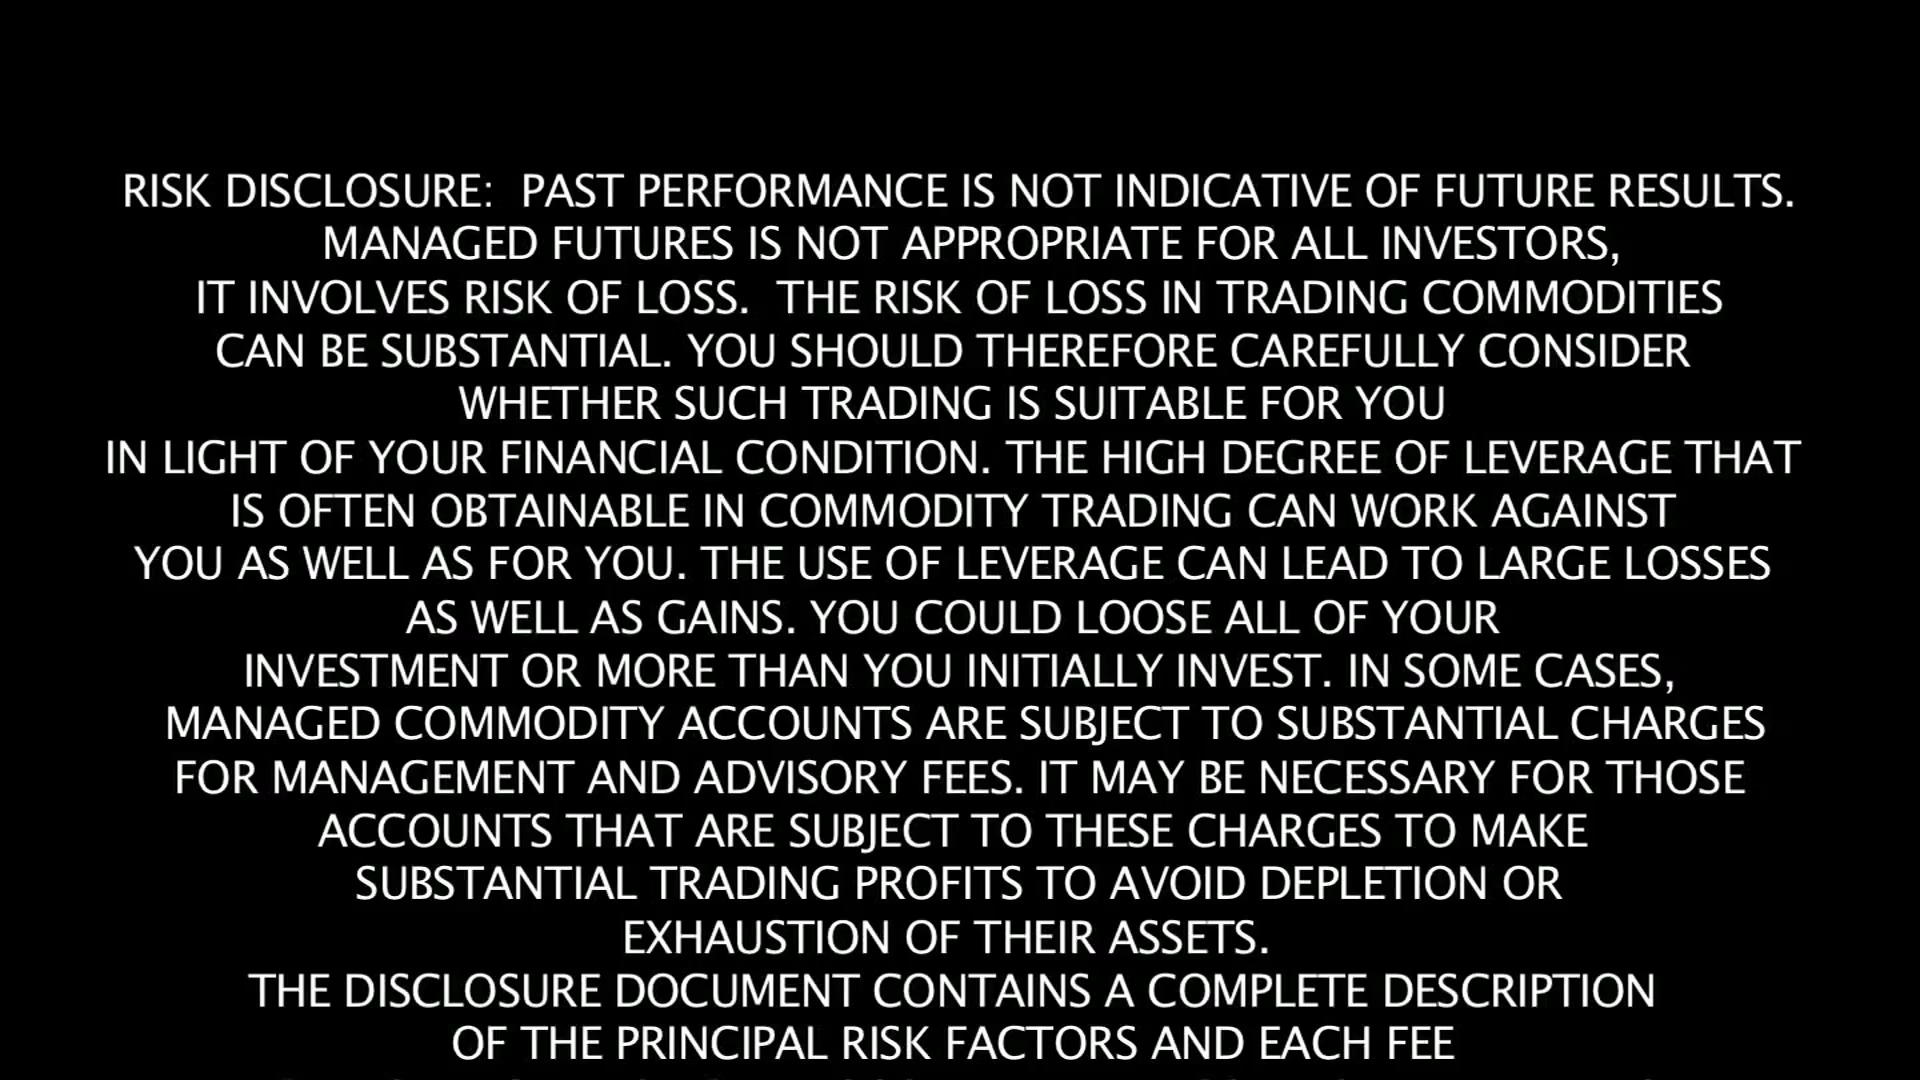 RISK DISCLOSURE:  PAST PERFORMANCE IS NOT INDICATIVE OF FUTURE RESULTS.
MANAGED FUTURES IS NOT APPROPRIATE FOR ALL INVESTORS,
IT INVOLVES RISK OF LOSS.  THE RISK OF LOSS IN TRADING COMMODITIES
CAN BE SUBSTANTIAL. YOU SHOULD THEREFORE CAREFULLY CONSIDER
WHETHER SUCH TRADING IS SUITABLE FOR YOU
IN LIGHT OF YOUR FINANCIAL CONDITION. THE HIGH DEGREE OF LEVERAGE THAT
IS OFTEN OBTAINABLE IN COMMODITY TRADING CAN WORK AGAINST
YOU AS WELL AS FOR YOU. THE USE OF LEVERAGE CAN LEAD TO LARGE LOSSES
AS WELL AS GAINS. YOU COULD LOOSE ALL OF YOUR
INVESTMENT OR MORE THAN YOU INITIALLY INVEST. IN SOME CASES,
MANAGED COMMODITY ACCOUNTS ARE SUBJECT TO SUBSTANTIAL CHARGES
FOR MANAGEMENT AND ADVISORY FEES. IT MAY BE NECESSARY FOR THOSE
ACCOUNTS THAT ARE SUBJECT TO THESE CHARGES TO MAKE
SUBSTANTIAL TRADING PROFITS TO AVOID DEPLETION OR
EXHAUSTION OF THEIR ASSETS.
THE DISCLOSURE DOCUMENT CONTAINS A COMPLETE DESCRIPTION
OF THE PRINCIPAL RISK FACTORS AND EACH FEE